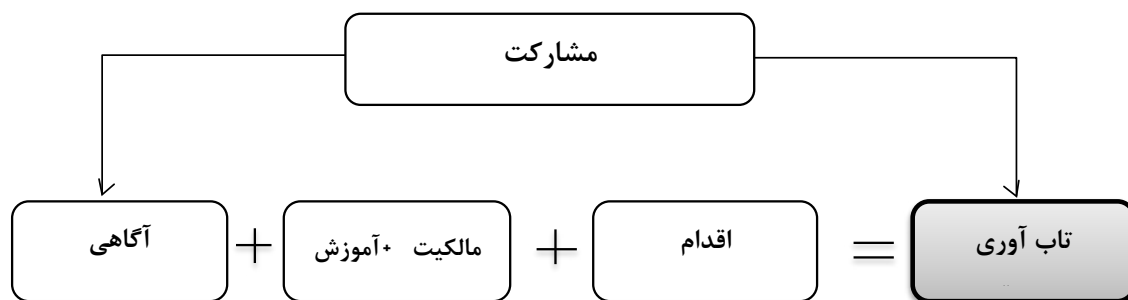 مشارکت
آگاهی
+
مالکیت +آموزش
+
اقدام
=
تاب آوری